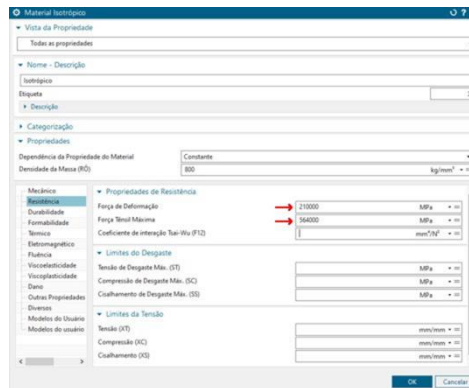 Material Isotrópico
Vista da Propriedade
Todas as propriedades
Nome - Descrição
Isotrópico
Etiqueta
Descrição
Categorização
Propriedades
Dependência da Propriedade do Material Constante
Densidade da Massa (RÔ) 800 kg/mm³
Mecânico
Resistência
Durabilidade
Formabilidade
Térmico
Eletromagnético
Fluência
Viscoelasticidade
Viscoplasticidade
Dano
Outras Propriedades
Diversos
Modelos do Usuário
Modelos do usuário
Propriedades de Resistência
Força de Deformação 210000 MPa
Força Tênsil Máxima 564000 MPa
Coeficiente de interação Tsai-Wu (F12) mm⁴/N²
Limites do Desgaste
Tensão de Desgaste Máx. (ST) MPa
Compressão de Desgaste Máx. (SC) MPa
Cisalhamento de Desgaste Máx. (SS) MPa
Limites da Tensão
Tensão (XT) mm/mm
Compressão (XC) mm/mm
Cisalhamento (XS) mm/mm
OK Cancelar